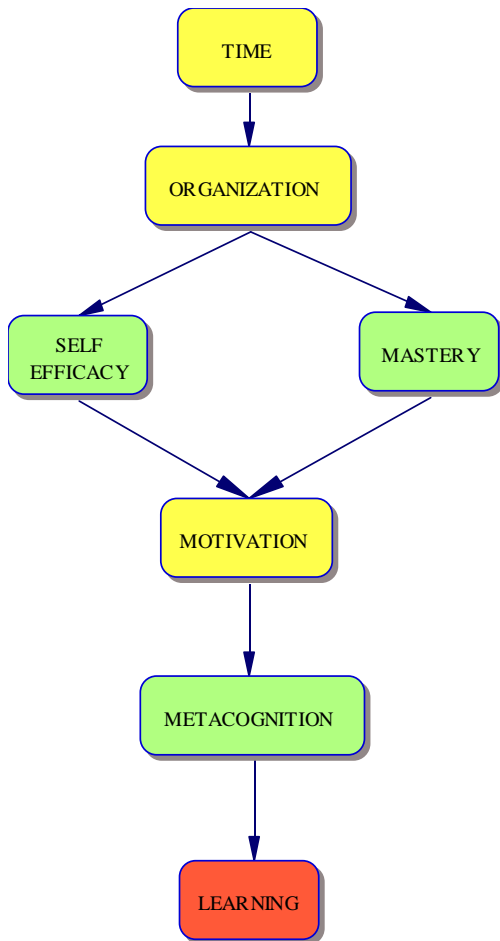 TIME
ORGANIZATION
SELF
EFFICACY
MASTERY
MOTIVATION
METACOGNITION
LEARNING